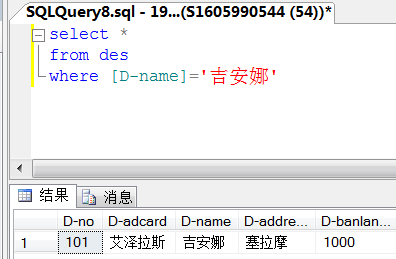 SQLQuery8.sql - 19...(S1605990544 (54))*
select *
from des
where [D-name]='吉安娜'
结果 消息
D-no D-adcard D-name D-addre... D-banlan...
1 101 艾泽拉斯 吉安娜 塞拉摩 1000